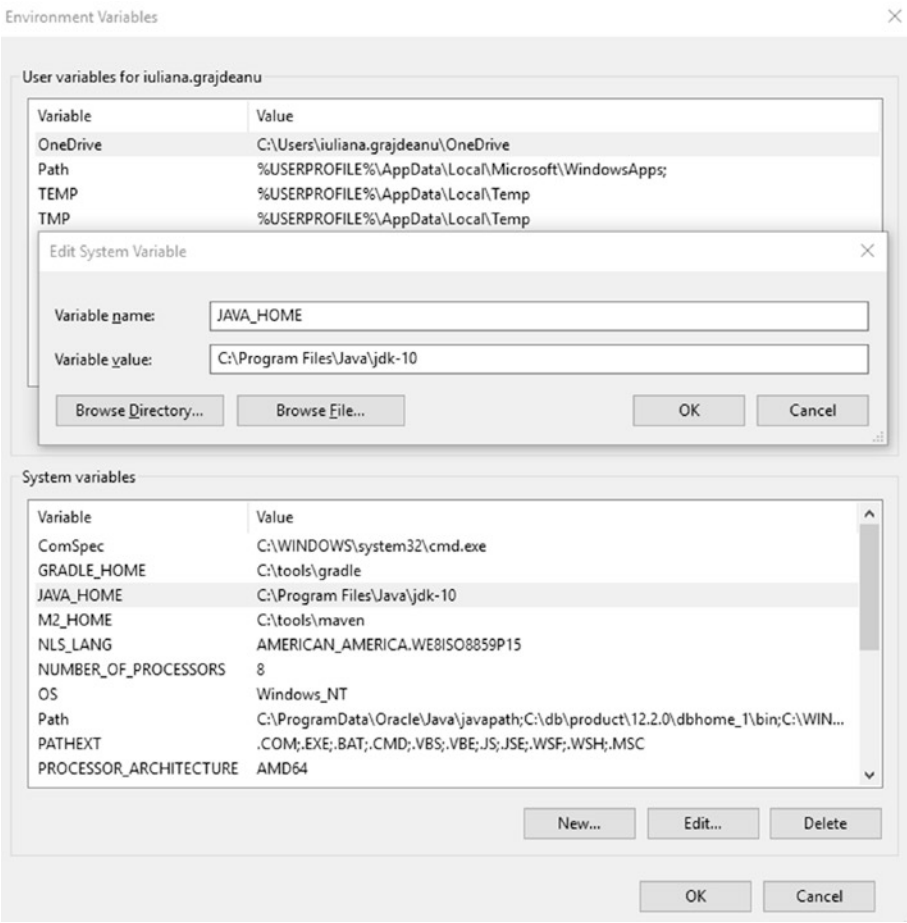 Environment Variables
User variables for iuliana.grajdeanu
Variable Value
OneDrive C:\Users\iuliana.grajdeanu\OneDrive
Path %USERPROFILE%\AppData\Local\Microsoft\WindowsApps;
TEMP %USERPROFILE%\AppData\Local\Temp
TMP %USERPROFILE%\AppData\Local\Temp
Edit System Variable
Variable name: JAVA_HOME
Variable value: C:\Program Files\Java\jdk-10
Browse Directory... Browse File... OK Cancel
System variables
Variable Value
ComSpec C:\WINDOWS\system32\cmd.exe
GRADLE_HOME C:\tools\gradle
JAVA_HOME C:\Program Files\Java\jdk-10
M2_HOME C:\tools\maven
NLS_LANG AMERICAN_AMERICA.WE8ISO8859P15
NUMBER_OF_PROCESSORS 8
OS Windows_NT
Path C:\ProgramData\Oracle\Java\javapath;C:\db\product\12.2.0\dbhome_1\bin;C:\WIN...
PATHEXT .COM;.EXE;.BAT;.CMD;.VBS;.VBE;.JS;.JSE;.WSF;.WSH;.MSC
PROCESSOR_ARCHITECTURE AMD64
New... Edit... Delete
OK Cancel